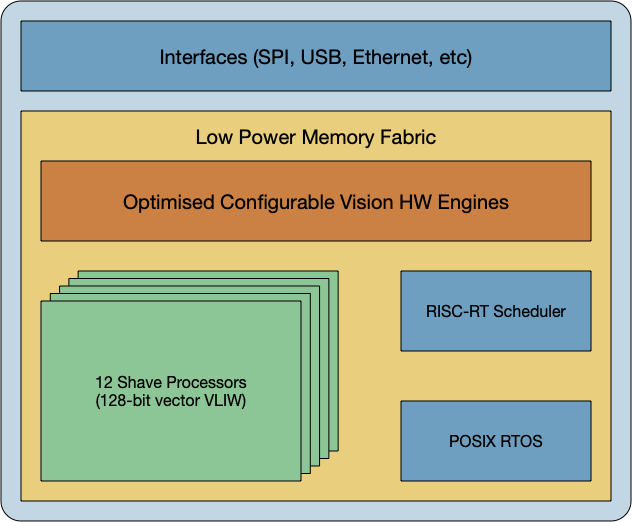 Interfaces (SPI, USB, Ethernet, etc)
Low Power Memory Fabric
Optimised Configurable Vision HW Engines
12 Shave Processors
(128-bit vector VLIW)
RISC-RT Scheduler
POSIX RTOS